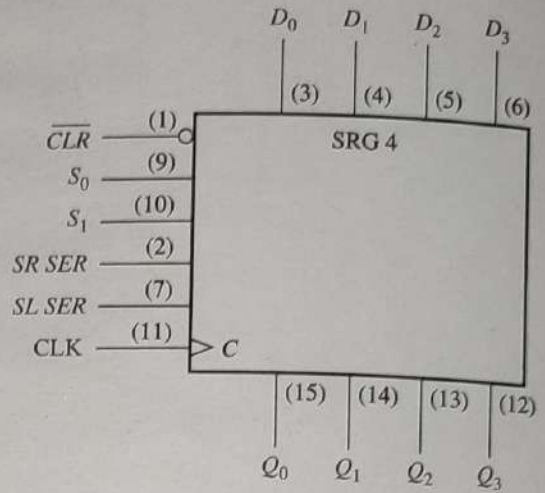 D₀ D₁ D₂ D₃
(3) (4) (5) (6)
SRG 4
C̅L̅R̅ (1)
S₀ (9)
S₁ (10)
SR SER (2)
SL SER (7)
CLK (11) C
(15) (14) (13) (12)
Q₀ Q₁ Q₂ Q₃